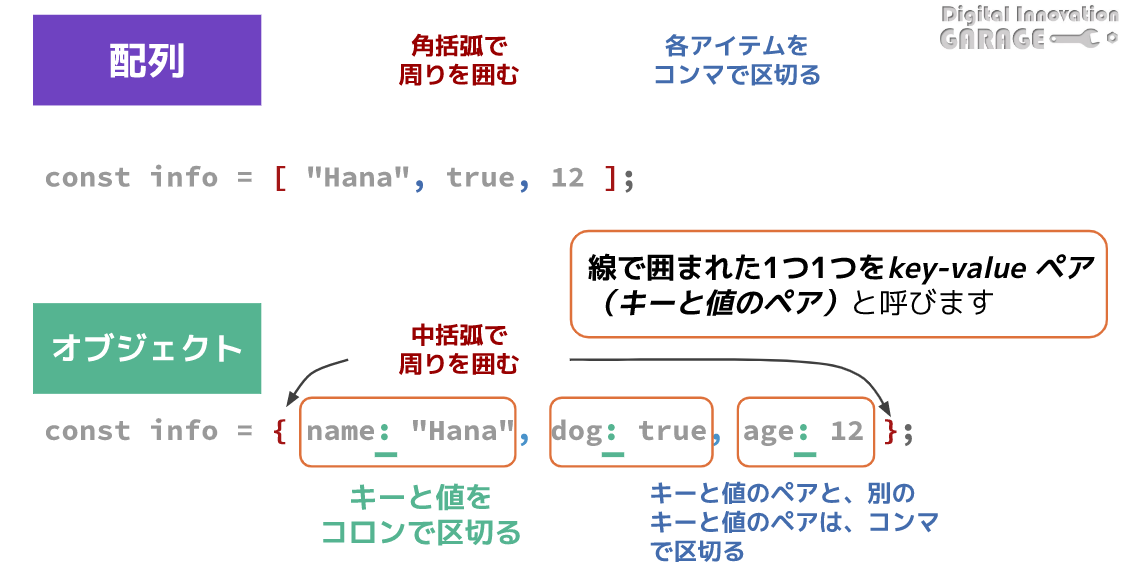 Digital Innovation
GARAGE
配列
角括弧で
周りを囲む
各アイテムを
コンマで区切る
const info = [ "Hana", true, 12 ];
線で囲まれた1つ1つをkey-value ペア
（キーと値のペア）と呼びます
オブジェクト
中括弧で
周りを囲む
const info = { name: "Hana", dog: true, age: 12 };
キーと値を
コロンで区切る
キーと値のペアと、別の
キーと値のペアは、コンマ
で区切る